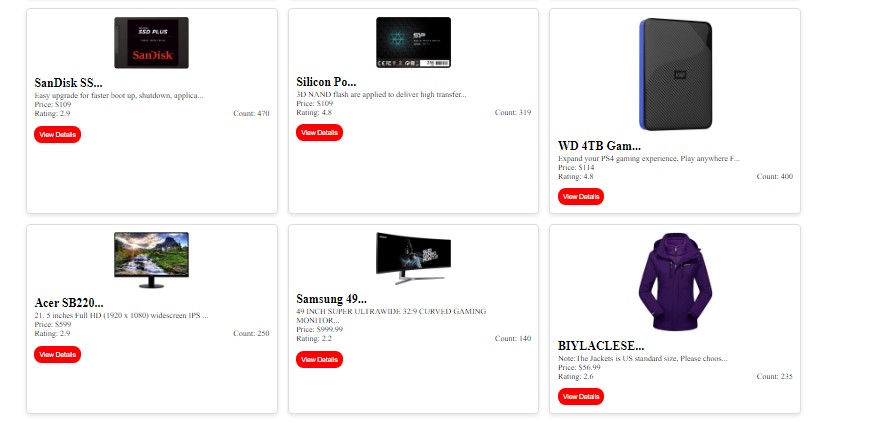 SSD PLUS
SanDisk
SanDisk SS...
Easy upgrade for faster boot up, shutdown, applica...
Price: $109
Rating: 2.9
Count: 470
View Details
SP
Silicon Po...
3D NAND flash are applied to deliver high transfer...
Price: $109
Rating: 4.8
Count: 319
View Details
WD
WD 4TB Gam...
Expand your PS4 gaming experience, Play anywhere F...
Price: $114
Rating: 4.8
Count: 400
View Details
Acer SB220...
21. 5 inches Full HD (1920 x 1080) widescreen IPS ...
Price: $599
Rating: 2.9
Count: 250
View Details
Samsung 49...
49 INCH SUPER ULTRAWIDE 32:9 CURVED GAMING
MONITOR...
Price: $999.99
Rating: 2.2
Count: 140
View Details
BIYLACLESE...
Note:The Jackets is US standard size, Please choos...
Price: $56.99
Rating: 2.6
Count: 235
View Details